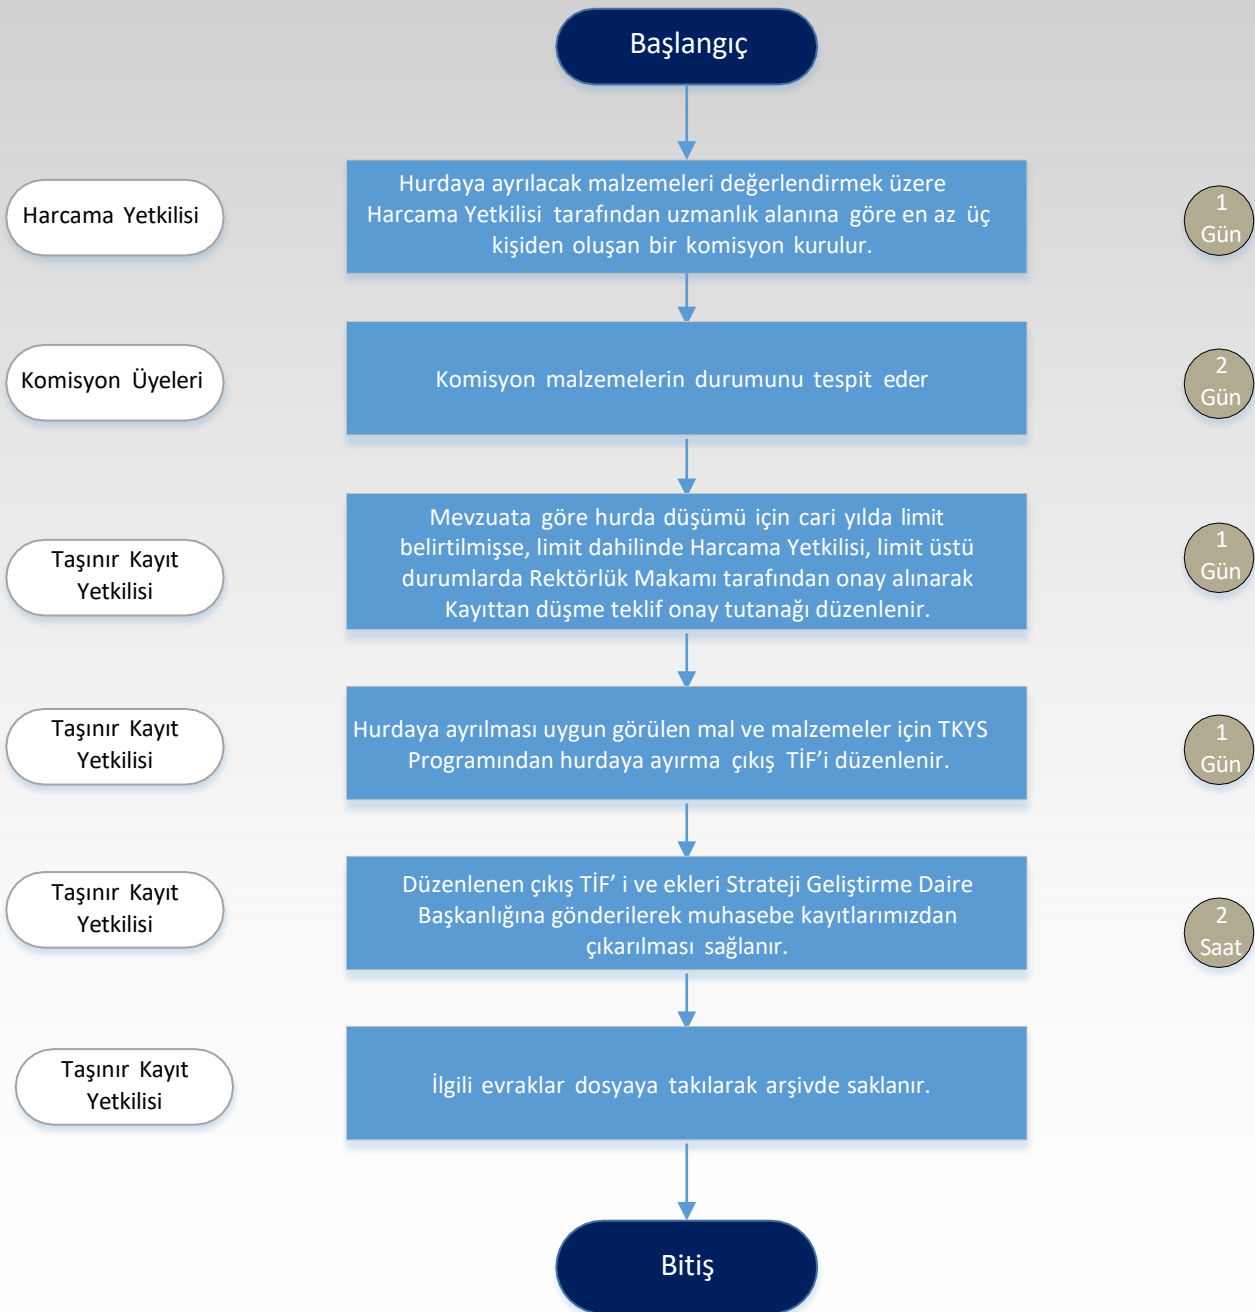 Başlangıç
Harcama Yetkilisi
Hurdaya ayrılacak malzemeleri değerlendirmek üzere
Harcama Yetkilisi tarafından uzmanlık alanına göre en az üç
kişiden oluşan bir komisyon kurulur.
1
Gün
Komisyon Üyeleri
Komisyon malzemelerin durumunu tespit eder
2
Gün
Taşınır Kayıt
Yetkilisi
Mevzuata göre hurda düşümü için cari yılda limit
belirtilmişse, limit dahilinde Harcama Yetkilisi, limit üstü
durumlarda Rektörlük Makamı tarafından onay alınarak
Kayıttan düşme teklif onay tutanağı düzenlenir.
1
Gün
Taşınır Kayıt
Yetkilisi
Hurdaya ayrılması uygun görülen mal ve malzemeler için TKYS
Programından hurdaya ayırma çıkış TİF’i düzenlenir.
1
Gün
Taşınır Kayıt
Yetkilisi
Düzenlenen çıkış TİF’ i ve ekleri Strateji Geliştirme Daire
Başkanlığına gönderilerek muhasebe kayıtlarımızdan
çıkarılması sağlanır.
2
Saat
Taşınır Kayıt
Yetkilisi
İlgili evraklar dosyaya takılarak arşivde saklanır.
Bitiş